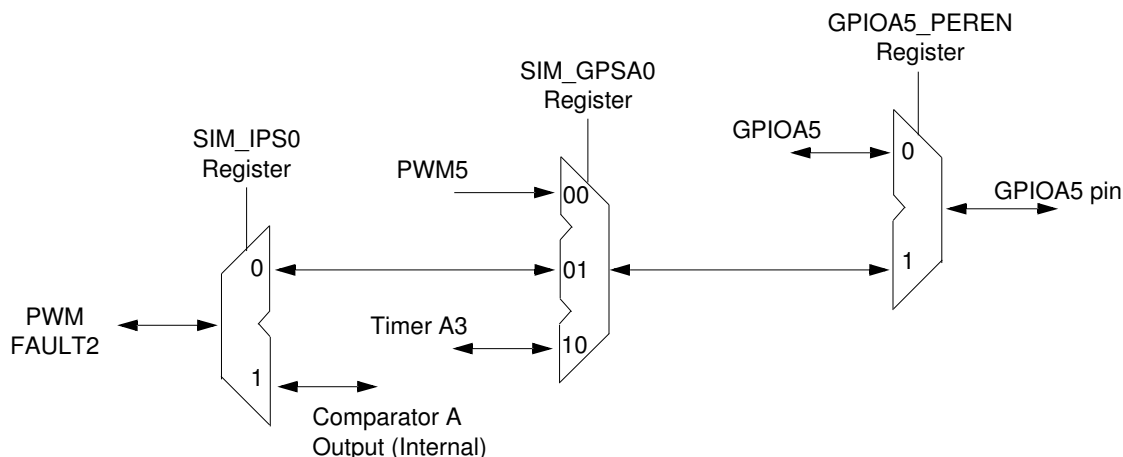 GPIOA5_PEREN
Register
SIM_GPSA0
Register
GPIOA5
0
SIM_IPS0
Register
PWM5
00
GPIOA5 pin
0
01
1
PWM
FAULT2
Timer A3
10
1
Comparator A
Output (Internal)